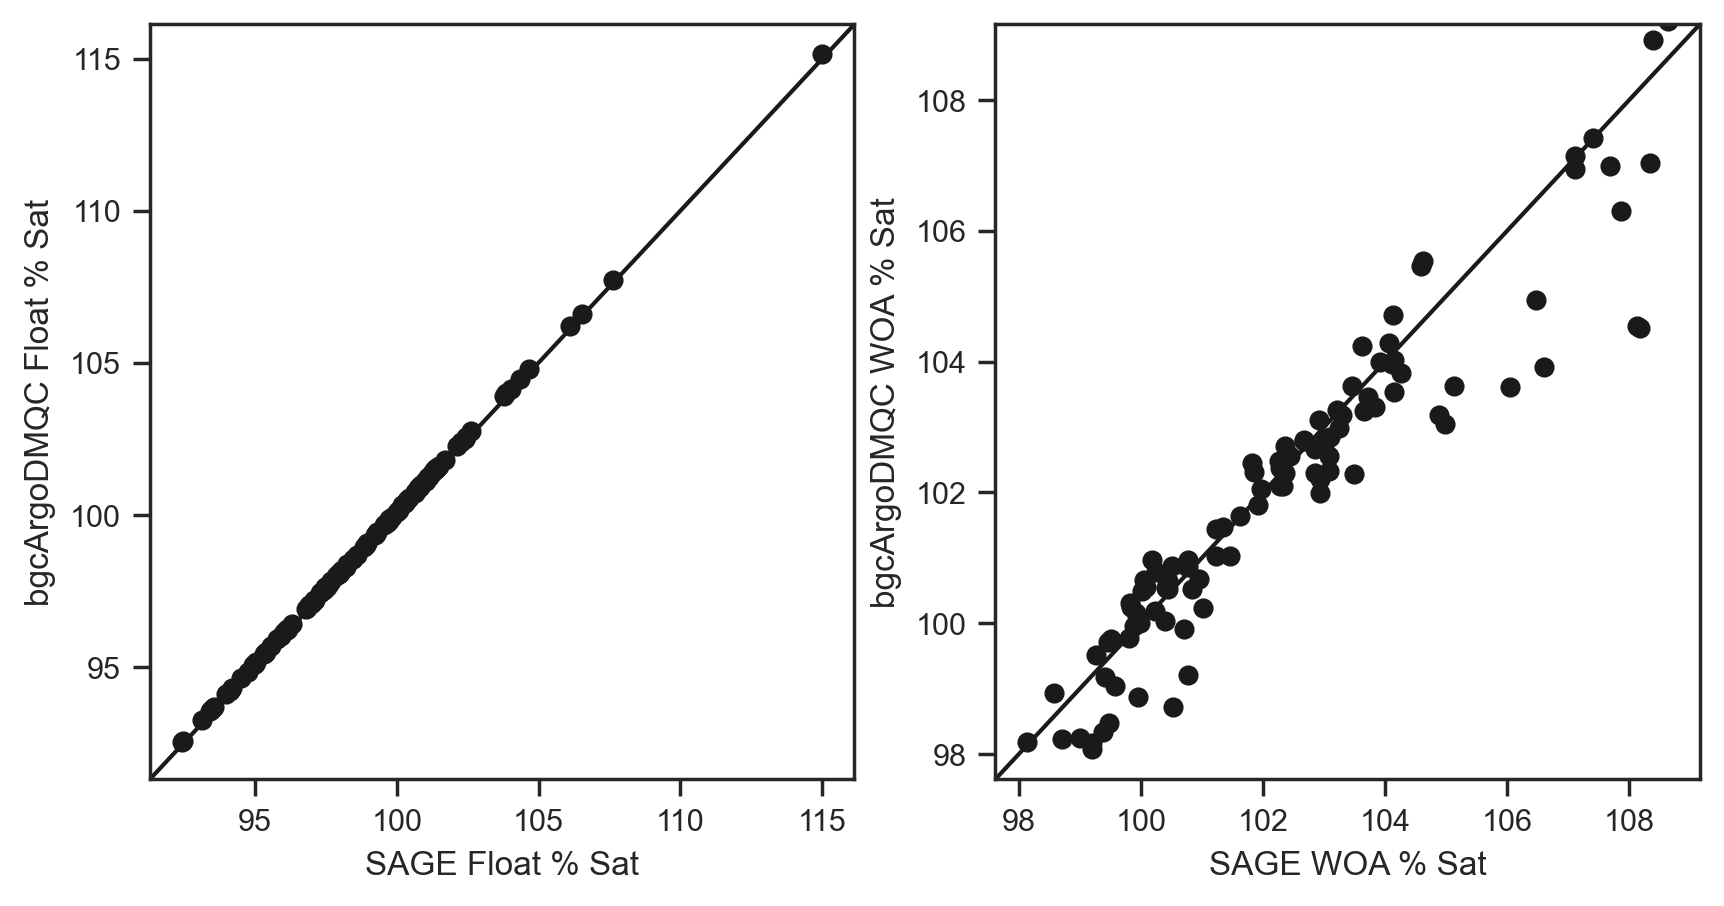 bgcArgoDMQC Float % Sat
115
110
105
100
95
95 100 105 110 115
SAGE Float % Sat
bgcArgoDMQC WOA % Sat
108
106
104
102
100
98
98 100 102 104 106 108
SAGE WOA % Sat